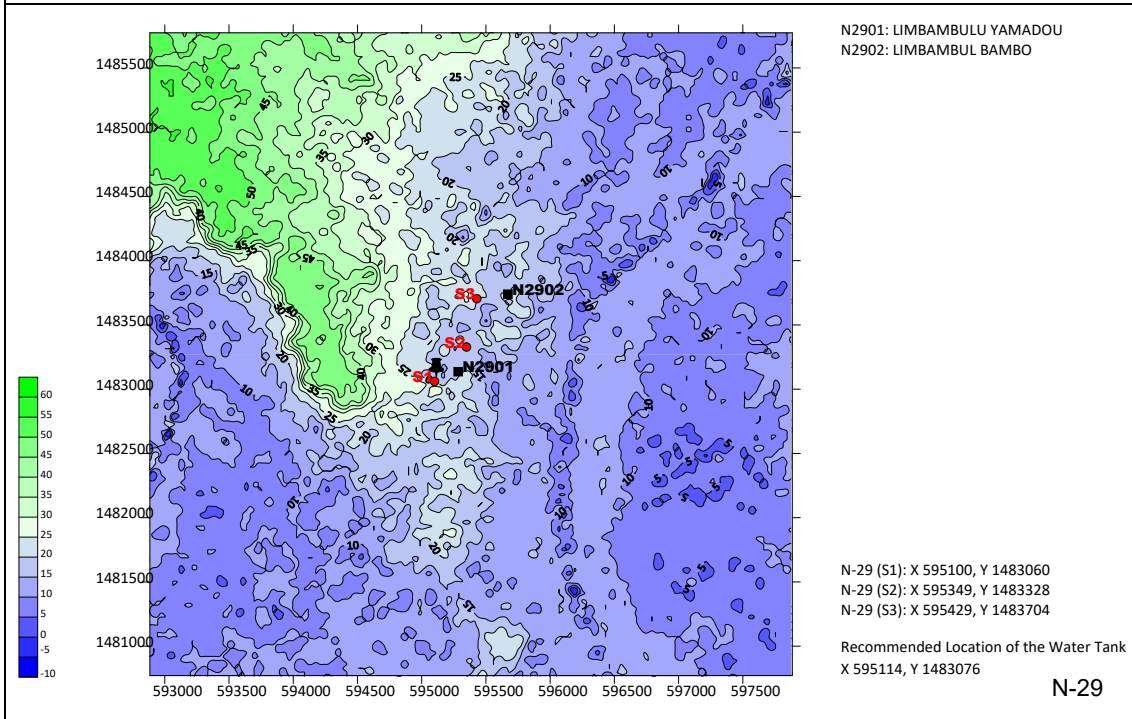 N2901: LIMBAMBULU YAMADOU
N2902: LIMBAMBUL BAMBO
1485500
1485000
1484500
1484000
1483500
1483000
1482500
1482000
1481500
1481000
593000 593500 594000 594500 595000 595500 596000 596500 597000 597500
60
55
50
45
40
35
30
25
20
15
10
5
0
-5
-10
S3
N2902
S2
N2901
S1
N-29 (S1): X 595100, Y 1483060
N-29 (S2): X 595349, Y 1483328
N-29 (S3): X 595429, Y 1483704
Recommended Location of the Water Tank
X 595114, Y 1483076
N-29